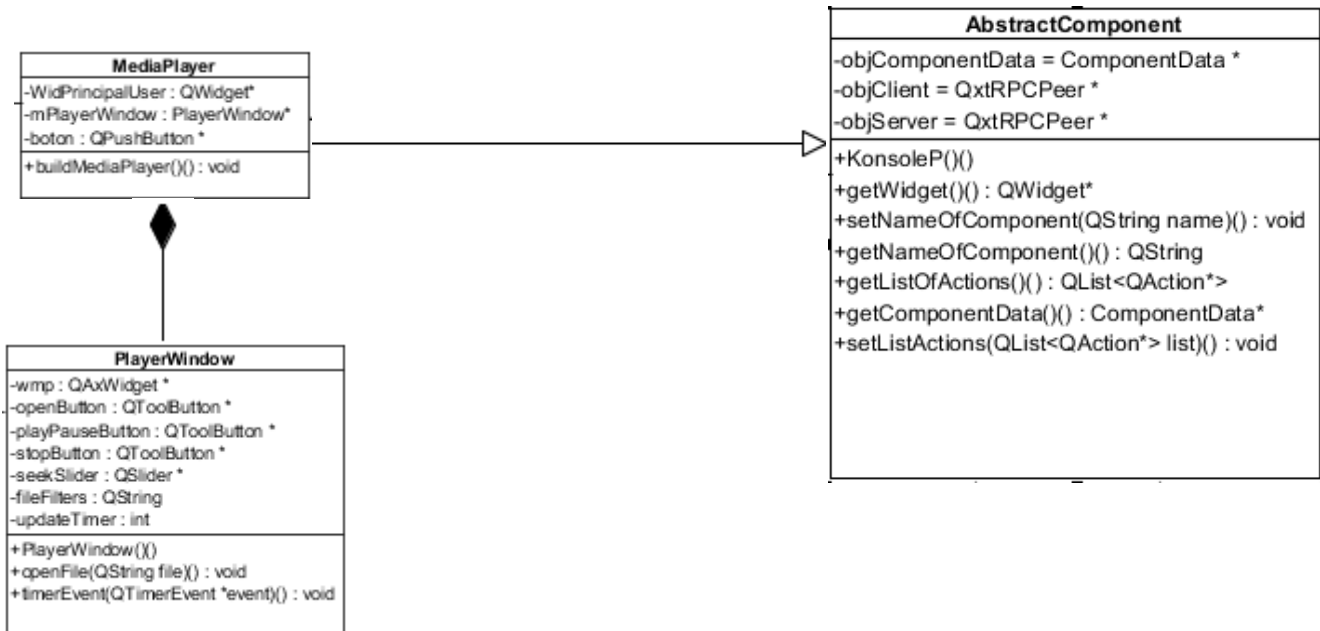 MediaPlayer
-WidPrincipalUser : QWidget*
-mPlayerWindow : PlayerWindow*
-boton : QPushButton *
+buildMediaPlayer()() : void
AbstractComponent
-objComponentData = ComponentData *
-objClient = QxtRPCPeer *
-objServer = QxtRPCPeer *
+KonsoleP()()
+getWidget()() : QWidget*
+setNameOfComponent(QString name)() : void
+getNameOfComponent()() : QString
+getListOfActions()() : QList<QAction*>
+getComponentData()() : ComponentData*
+setListActions(QList<QAction*> list)() : void
PlayerWindow
-wmp : QAxWidget *
-openButton : QToolButton *
-playPauseButton : QToolButton *
-stopButton : QToolButton *
-seekSlider : QSlider *
-fileFilters : QString
-updateTimer : int
+PlayerWindow()()
+openFile(QString file)() : void
+timerEvent(QTimerEvent *event)() : void